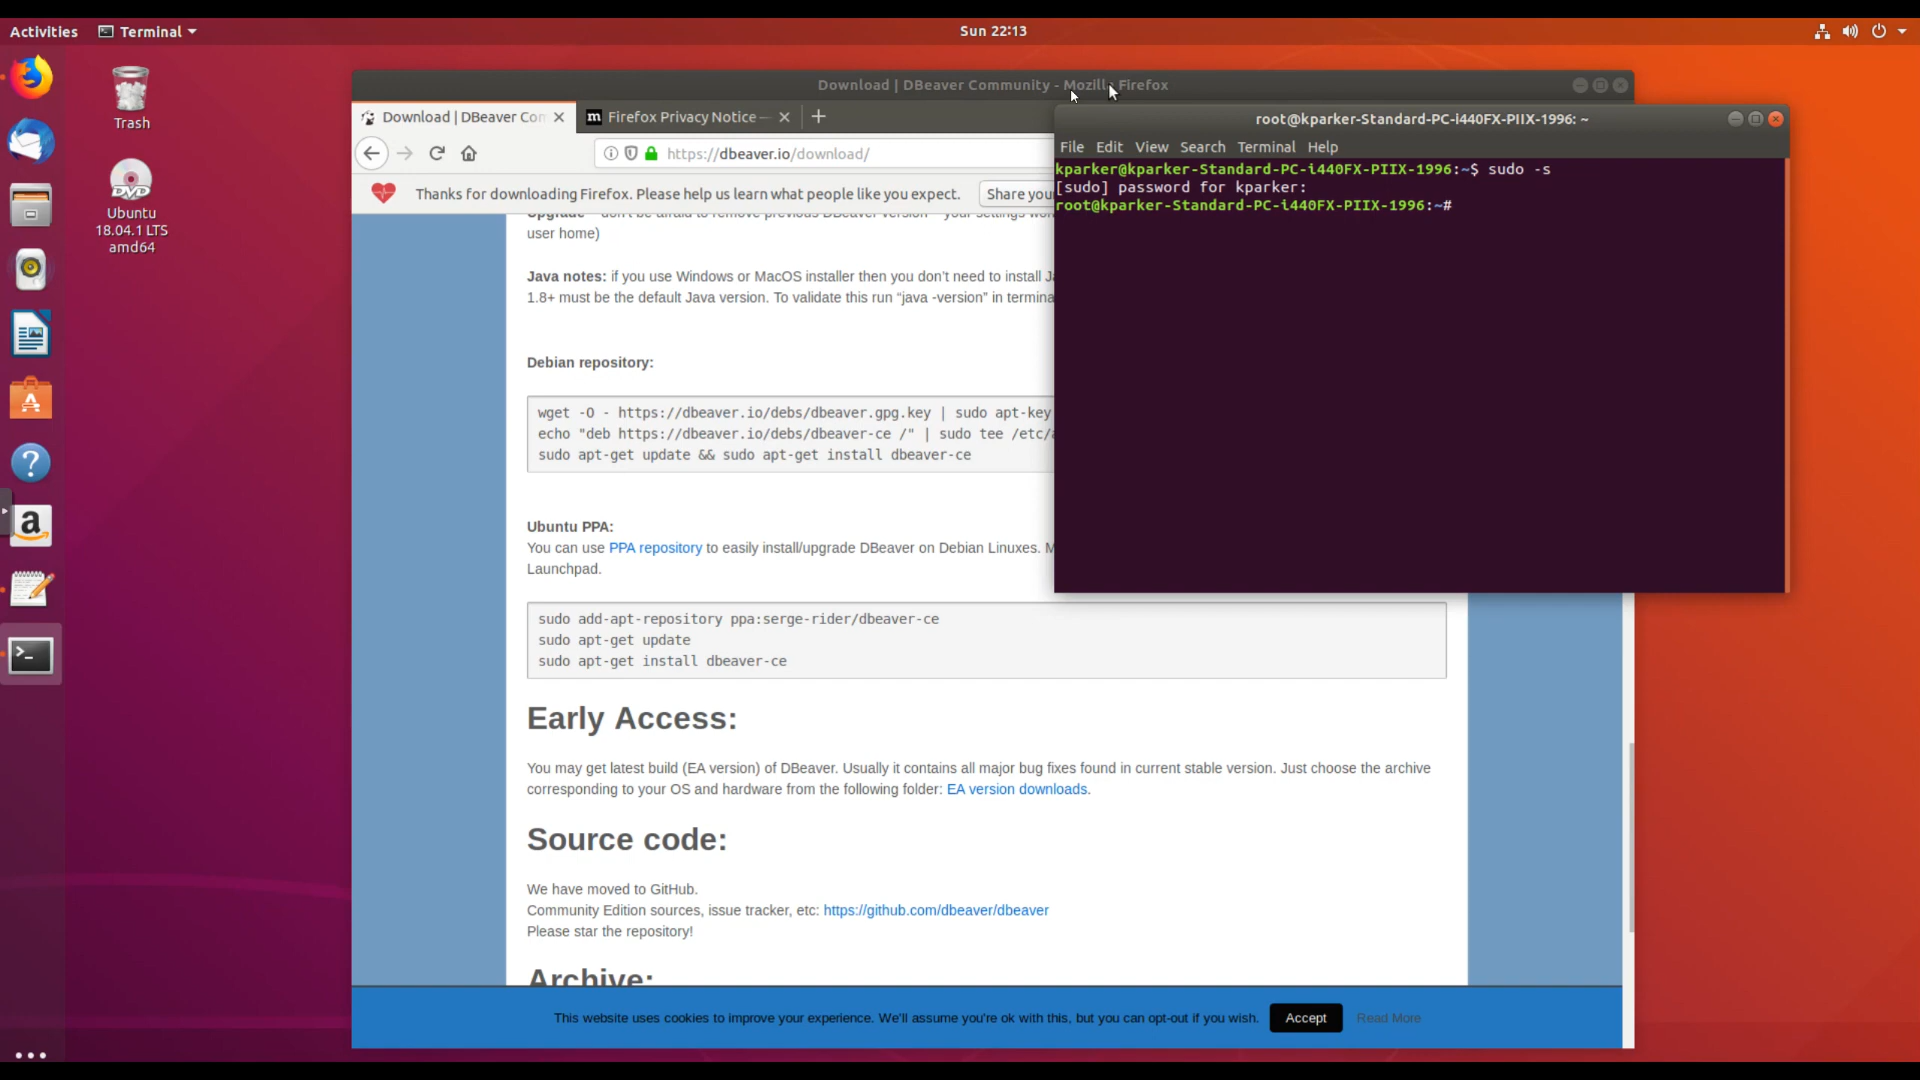 Activities
Terminal
Sun 22:13
Trash
DVD
Ubuntu
18.04.1 LTS
amd64
Download | DBeaver Community - Mozilla Firefox
Download | DBeaver Com
Firefox Privacy Notice —
https://dbeaver.io/download/
Thanks for downloading Firefox. Please help us learn what people like you expect.
Share you
user home)
Java notes: if you use Windows or MacOS installer then you don't need to install
1.8+ must be the default Java version. To validate this run “java -version” in
Debian repository:
wget -O - https://dbeaver.io/debs/dbeaver.gpg.key | sudo apt-key
echo "deb https://dbeaver.io/debs/dbeaver-ce /" | sudo tee /etc/
sudo apt-get update && sudo apt-get install dbeaver-ce
Ubuntu PPA:
You can use PPA repository to easily install/upgrade DBeaver on Debian Linuxes.
Launchpad.
sudo add-apt-repository ppa:serge-rider/dbeaver-ce
sudo apt-get update
sudo apt-get install dbeaver-ce
Early Access:
You may get latest build (EA version) of DBeaver. Usually it contains all major bug fixes found in current stable version. Just choose the archive
corresponding to your OS and hardware from the following folder: EA version downloads.
Source code:
We have moved to GitHub.
Community Edition sources, issue tracker, etc: https://github.com/dbeaver/dbeaver
Please star the repository!
Archive:
This website uses cookies to improve your experience. We'll assume you're ok with this, but you can opt-out if you wish.
Accept
Read More
root@kparker-Standard-PC-i440FX-PIIX-1996: ~
File Edit View Search Terminal Help
kparker@kparker-Standard-PC-i440FX-PIIX-1996:~$ sudo -s
[sudo] password for kparker:
root@kparker-Standard-PC-i440FX-PIIX-1996:~#